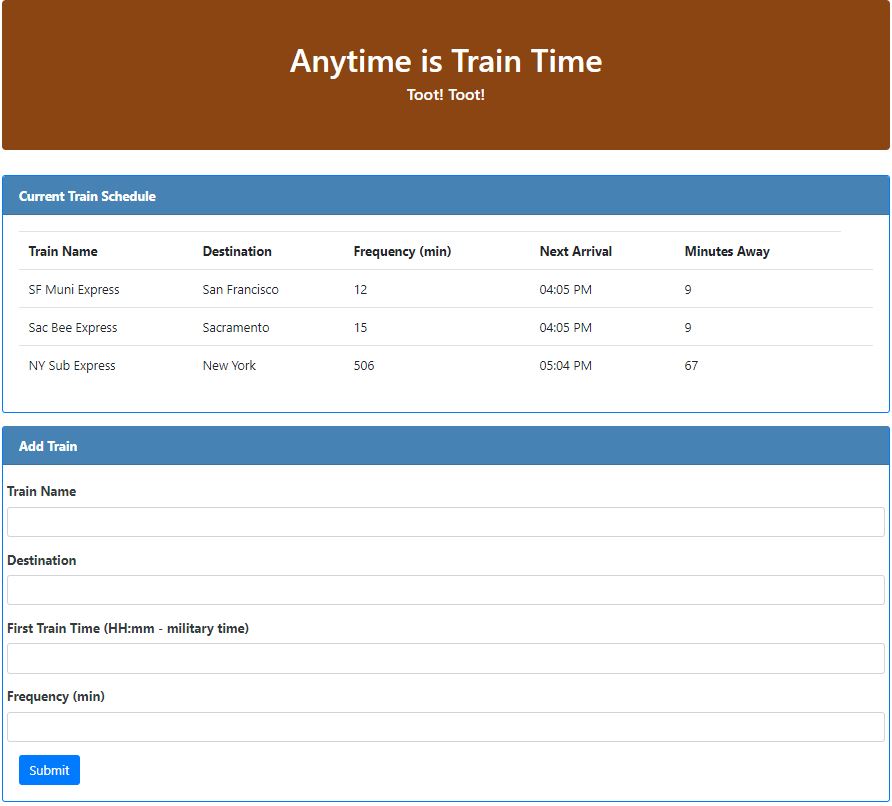 Anytime is Train Time
Toot! Toot!
Current Train Schedule
Train Name Destination Frequency (min) Next Arrival Minutes Away
SF Muni Express San Francisco 12 04:05 PM 9
Sac Bee Express Sacramento 15 04:05 PM 9
NY Sub Express New York 506 05:04 PM 67
Add Train
Train Name
Destination
First Train Time (HH:mm - military time)
Frequency (min)
Submit